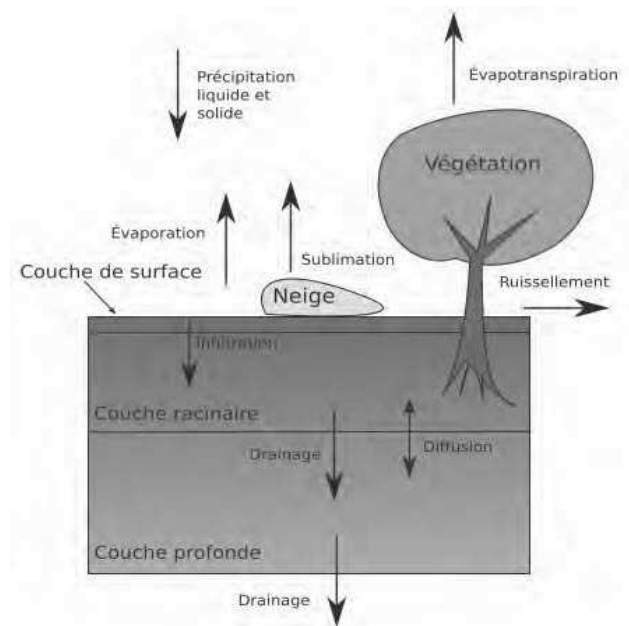 Précipitation
liquide et
solide
Évapotranspiration
Végétation
Évaporation
Sublimation
Couche de surface
Neige
Ruissellement
Infiltration
Couche racinaire
Drainage
Diffusion
Couche profonde
Drainage